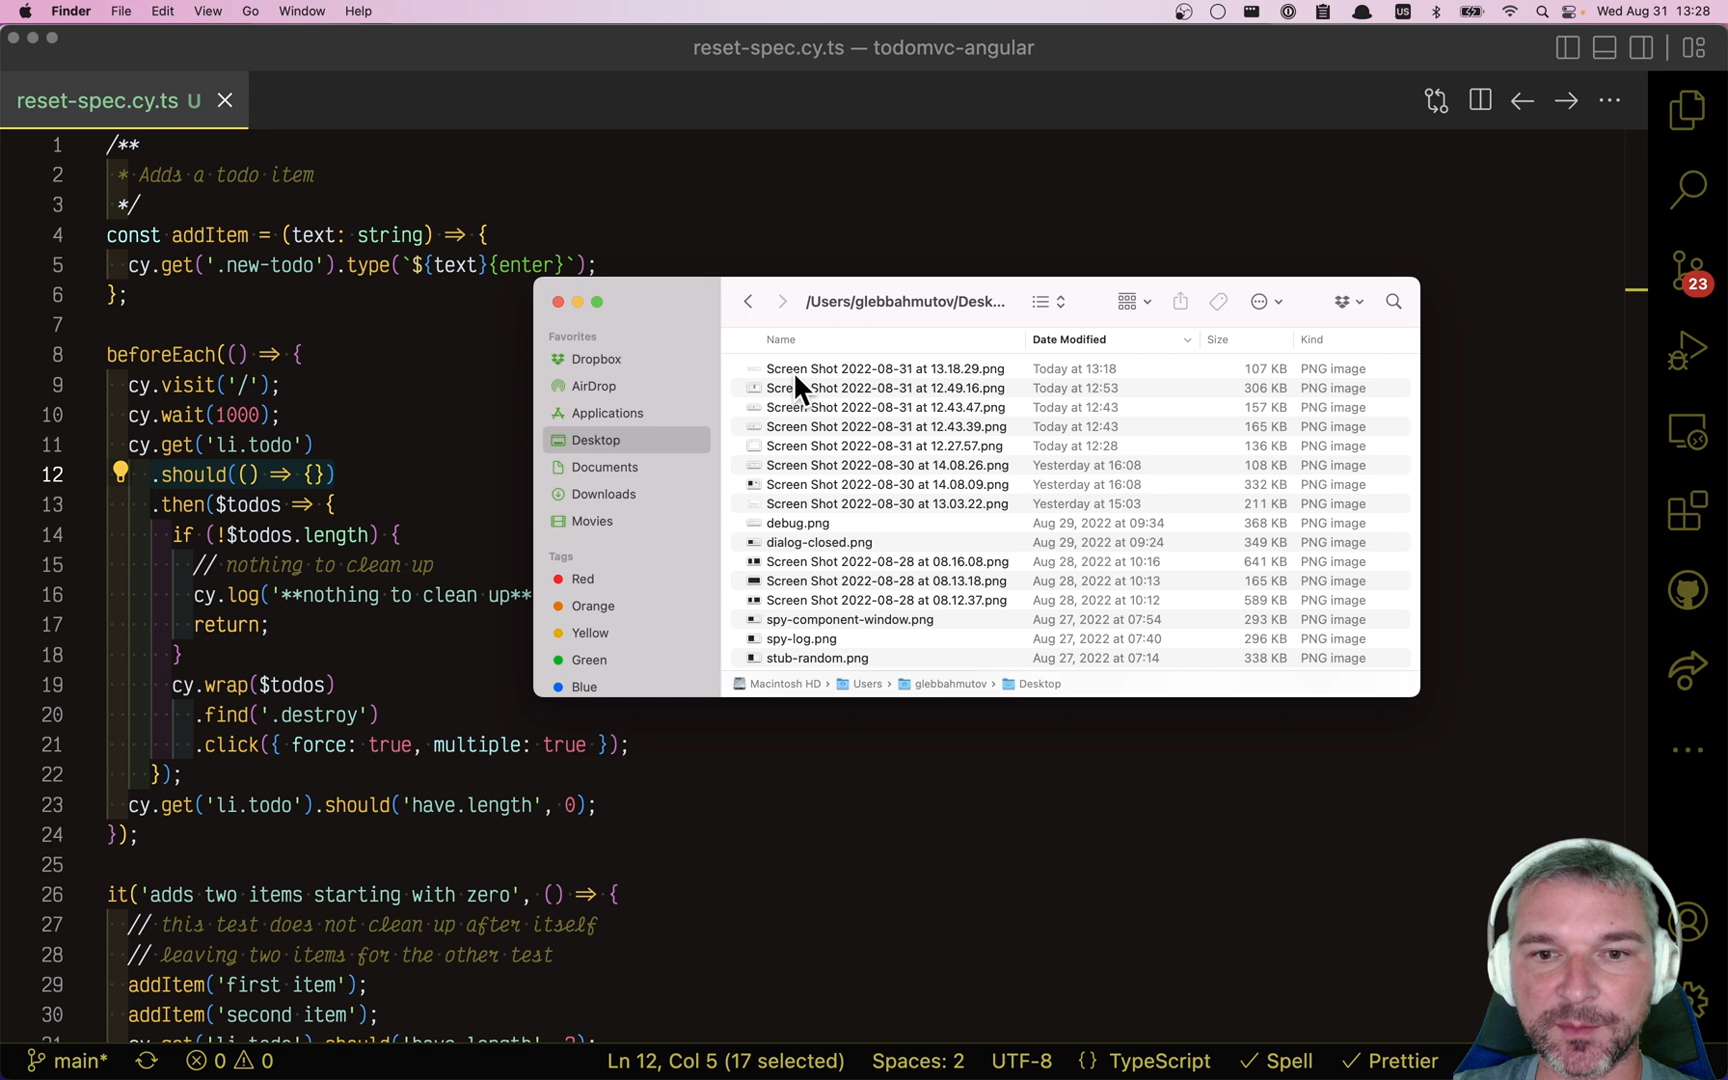 Finder File Edit View Go Window Help
US
Wed Aug 31 13:28
reset-spec.cy.ts — todomvc-angular
reset-spec.cy.ts U
1 /**
2 * Adds a todo item
3 */
4 const addItem = (text: string) => {
5 cy.get('.new-todo').type(`${text}{enter}`);
6 };
7
8 beforeEach(() => {
9 cy.visit('/');
10 cy.wait(1000);
11 cy.get('li.todo')
12 .should(() => {})
13 .then($todos => {
14 if (!$todos.length) {
15 // nothing to clean up
16 cy.log('**nothing to clean up**
17 return;
18 }
19 cy.wrap($todos)
20 .find('.destroy')
21 .click({ force: true, multiple: true });
22 });
23 cy.get('li.todo').should('have.length', 0);
24 });
25
26 it('adds two items starting with zero', () => {
27 // this test does not clean up after itself
28 // leaving two items for the other test
29 addItem('first item');
30 addItem('second item');
Favorites
Dropbox
AirDrop
Applications
Desktop
Documents
Downloads
Movies
Tags
Red
Orange
Yellow
Green
Blue
/Users/glebbahmutov/Desk...
Name Date Modified Size Kind
Screen Shot 2022-08-31 at 13.18.29.png Today at 13:18 107 KB PNG image
Screen Shot 2022-08-31 at 12.49.16.png Today at 12:53 306 KB PNG image
Screen Shot 2022-08-31 at 12.43.47.png Today at 12:43 157 KB PNG image
Screen Shot 2022-08-31 at 12.43.39.png Today at 12:43 165 KB PNG image
Screen Shot 2022-08-31 at 12.27.57.png Today at 12:28 136 KB PNG image
Screen Shot 2022-08-30 at 14.08.26.png Yesterday at 16:08 108 KB PNG image
Screen Shot 2022-08-30 at 14.08.09.png Yesterday at 16:08 332 KB PNG image
Screen Shot 2022-08-30 at 13.03.22.png Yesterday at 15:03 211 KB PNG image
debug.png Aug 29, 2022 at 09:34 368 KB PNG image
dialog-closed.png Aug 29, 2022 at 09:24 349 KB PNG image
Screen Shot 2022-08-28 at 08.16.08.png Aug 28, 2022 at 10:16 641 KB PNG image
Screen Shot 2022-08-28 at 08.13.18.png Aug 28, 2022 at 10:13 165 KB PNG image
Screen Shot 2022-08-28 at 08.12.37.png Aug 28, 2022 at 10:12 589 KB PNG image
spy-component-window.png Aug 27, 2022 at 07:54 293 KB PNG image
spy-log.png Aug 27, 2022 at 07:40 296 KB PNG image
stub-random.png Aug 27, 2022 at 07:14 338 KB PNG image
Macintosh HD › Users › glebbahmutov › Desktop
23
main* 0 0 Ln 12, Col 5 (17 selected) Spaces: 2 UTF-8 {} TypeScript Spell Prettier